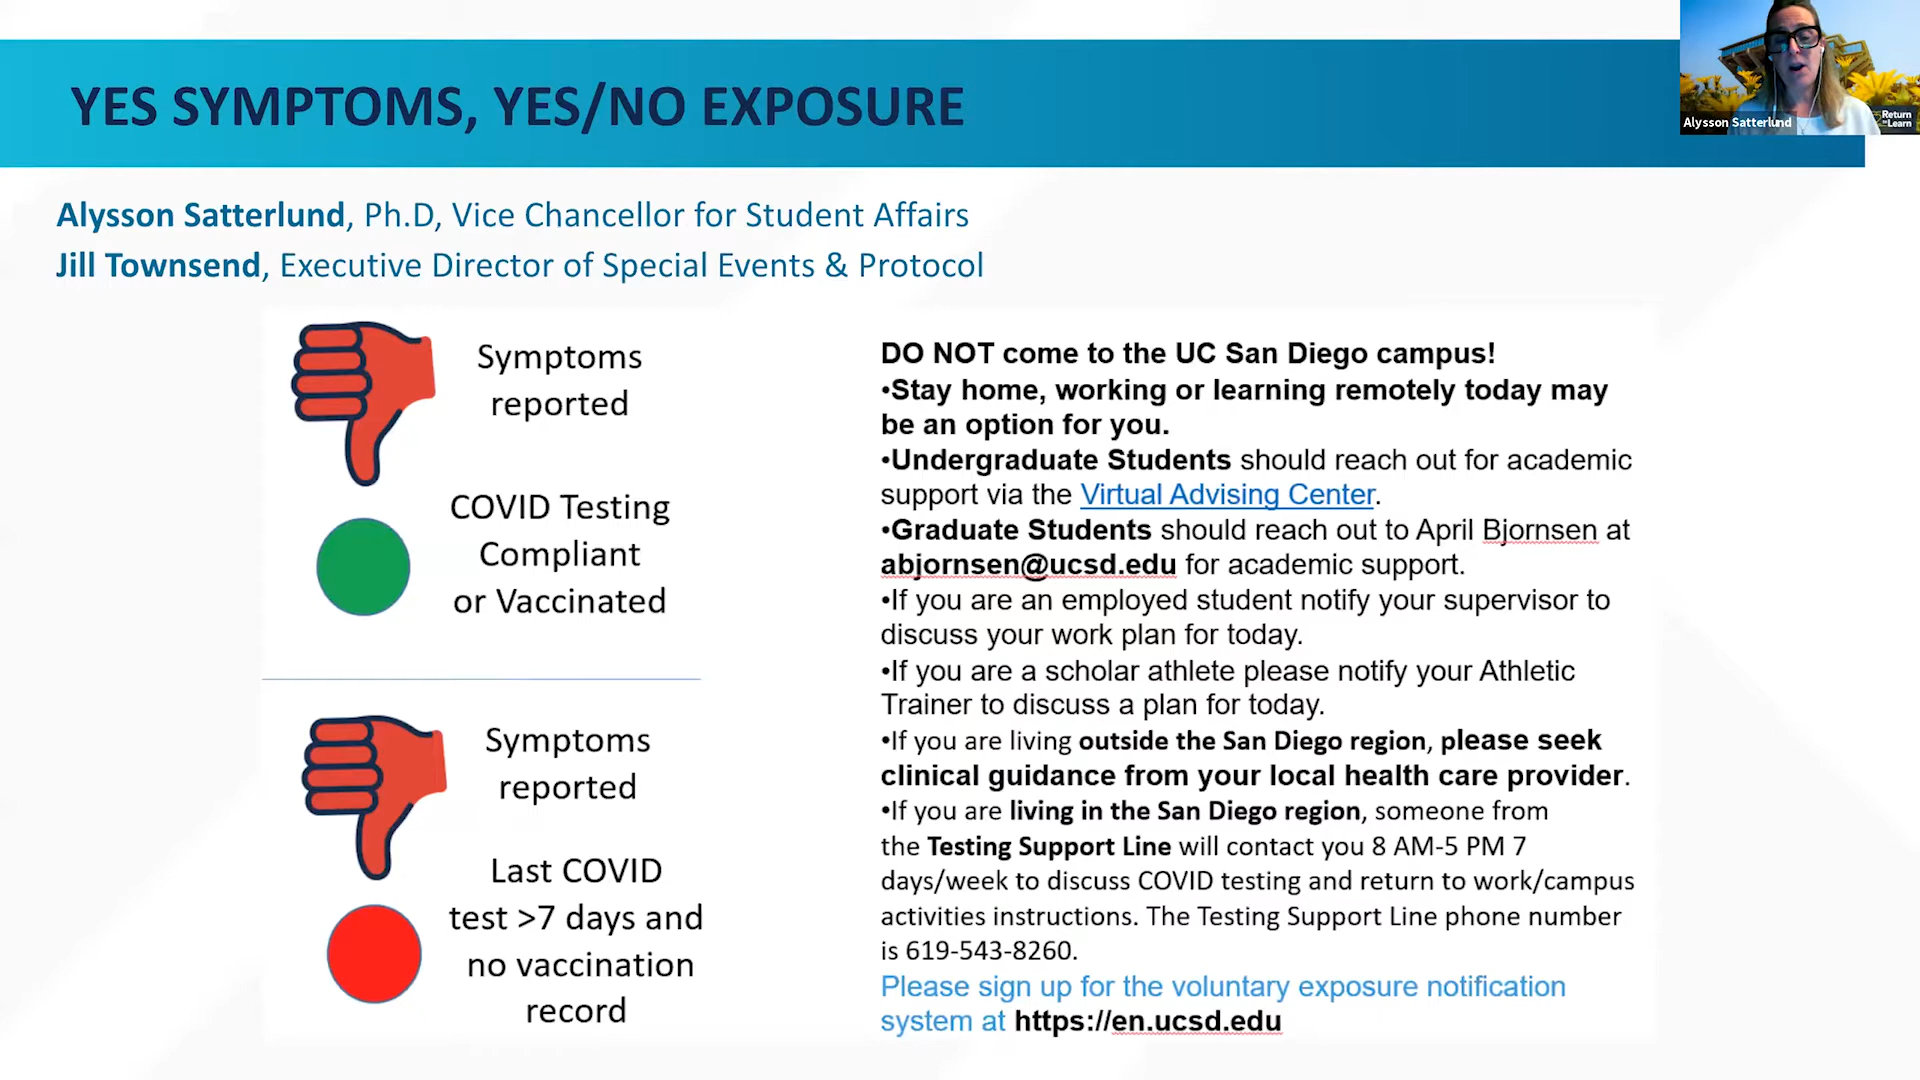 YES SYMPTOMS, YES/NO EXPOSURE
Alysson Satterlund
Return
to Learn
Alysson Satterlund, Ph.D, Vice Chancellor for Student Affairs
Jill Townsend, Executive Director of Special Events & Protocol
Symptoms
reported
COVID Testing
Compliant
or Vaccinated
Symptoms
reported
Last COVID
test >7 days and
no vaccination
record
DO NOT come to the UC San Diego campus!
•Stay home, working or learning remotely today may
be an option for you.
•Undergraduate Students should reach out for academic
support via the Virtual Advising Center.
•Graduate Students should reach out to April Bjornsen at
abjornsen@ucsd.edu for academic support.
•If you are an employed student notify your supervisor to
discuss your work plan for today.
•If you are a scholar athlete please notify your Athletic
Trainer to discuss a plan for today.
•If you are living outside the San Diego region, please seek
clinical guidance from your local health care provider.
•If you are living in the San Diego region, someone from
the Testing Support Line will contact you 8 AM-5 PM 7
days/week to discuss COVID testing and return to work/campus
activities instructions. The Testing Support Line phone number
is 619-543-8260.
Please sign up for the voluntary exposure notification
system at https://en.ucsd.edu